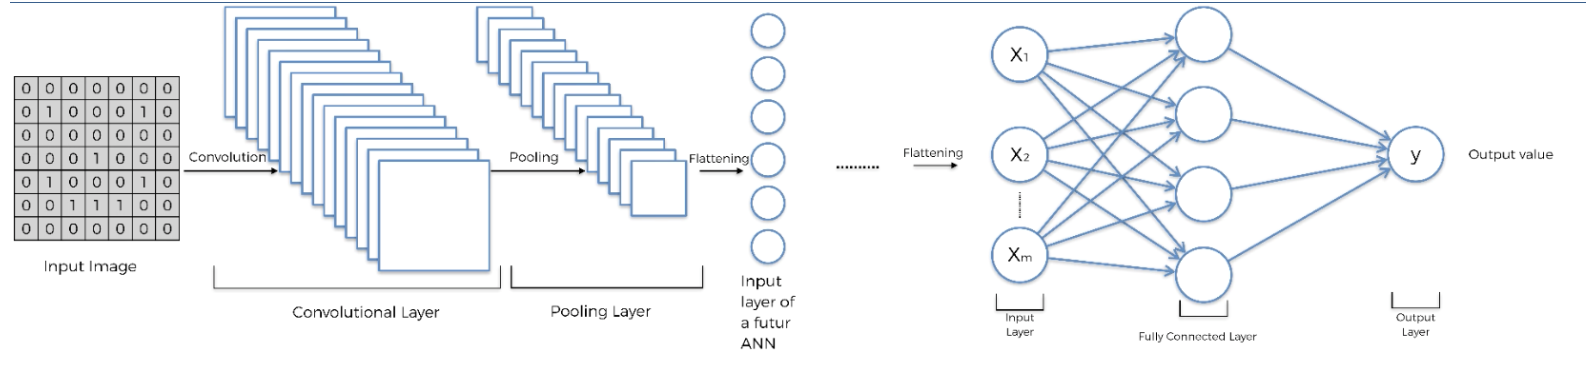 0 0 0 0 0 0 0
0 1 0 0 0 1 0
0 0 0 0 0 0 0
0 0 0 1 0 0 0
0 1 0 0 0 1 0
0 0 1 1 1 0 0
0 0 0 0 0 0 0
Input Image
Convolution
Convolutional Layer
Pooling
Pooling Layer
Flattening
Input
layer of
a futur
ANN
..........
Flattening
X1
X2
Xm
Input
Layer
Fully Connected Layer
y
Output
Layer
Output value